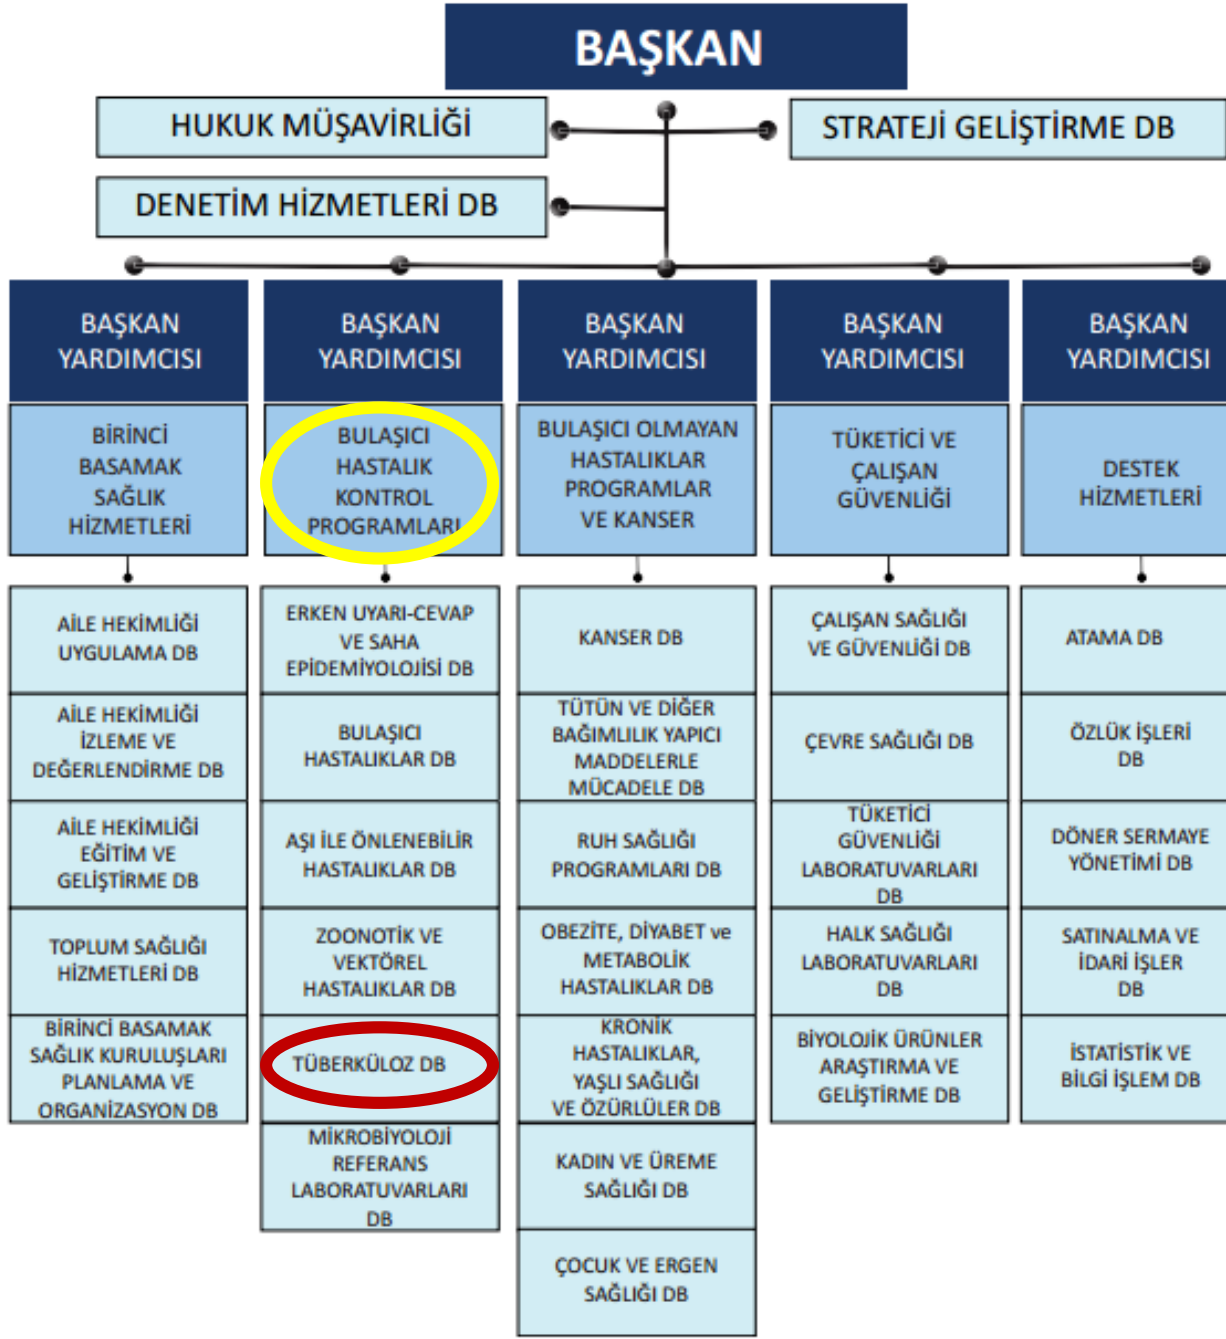 BAŞKAN
HUKUK MÜŞAVİRLİĞİ
STRATEJİ GELİŞTİRME DB
DENETİM HİZMETLERİ DB
BAŞKAN
YARDIMCISI
BİRİNCİ
BASAMAK
SAĞLIK
HİZMETLERİ
AİLE HEKİMLİĞİ
UYGULAMA DB
AİLE HEKİMLİĞİ
İZLEME VE
DEĞERLENDİRME DB
AİLE HEKİMLİĞİ
EĞİTİM VE
GELİŞTİRME DB
TOPLUM SAĞLIĞI
HİZMETLERİ DB
BİRİNCİ BASAMAK
SAĞLIK KURULUŞLARI
PLANLAMA VE
ORGANİZASYON DB
BAŞKAN
YARDIMCISI
BULAŞICI
HASTALIK
KONTROL
PROGRAMLARI
ERKEN UYARI-CEVAP
VE SAHA
EPİDEMİYOLOJİSİ DB
BULAŞICI
HASTALIKLAR DB
AŞI İLE ÖNLENEBİLİR
HASTALIKLAR DB
ZOONOTİK VE
VEKTÖREL
HASTALIKLAR DB
TÜBERKÜLOZ DB
MİKROBİYOLOJİ
REFERANS
LABORATUVARLARI
DB
BAŞKAN
YARDIMCISI
BULAŞICI OLMAYAN
HASTALIKLAR
PROGRAMLAR
VE KANSER
KANSER DB
TÜTÜN VE DİĞER
BAĞIMLILIK YAPICI
MADDELERLE
MÜCADELE DB
RUH SAĞLIĞI
PROGRAMLARI DB
OBEZİTE, DİYABET ve
METABOLİK
HASTALIKLAR DB
KRONİK
HASTALIKLAR,
YAŞLI SAĞLIĞI
VE ÖZÜRLÜLER DB
KADIN VE ÜREME
SAĞLIĞI DB
ÇOCUK VE ERGEN
SAĞLIĞI DB
BAŞKAN
YARDIMCISI
TÜKETİCİ VE
ÇALIŞAN
GÜVENLİĞİ
ÇALIŞAN SAĞLIĞI
VE GÜVENLİĞİ DB
ÇEVRE SAĞLIĞI DB
TÜKETİCİ
GÜVENLİĞİ
LABORATUVARLARI
DB
HALK SAĞLIĞI
LABORATUVARLARI
DB
BİYOLOJİK ÜRÜNLER
ARAŞTIRMA VE
GELİŞTİRME DB
BAŞKAN
YARDIMCISI
DESTEK
HİZMETLERİ
ATAMA DB
ÖZLÜK İŞLERİ
DB
DÖNER SERMAYE
YÖNETİMİ DB
SATINALMA VE
İDARİ İŞLER
DB
İSTATİSTİK VE
BİLGİ İŞLEM DB